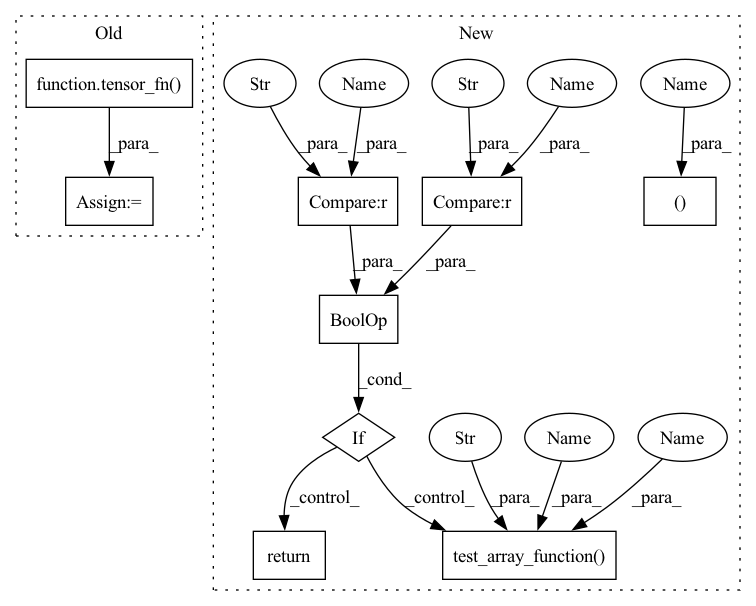 Old
New
function.tensor_fn()
Str
Name
Str
Name
Name
_para_
_para_
_para_
_para_
_para_
_para_
Assign:=
Compare:r
Compare:r
()
_para_
_para_
BoolOp
_cond_
If
Str
Name
Name
_control_
_control_
_para_
_para_
_para_
return
test_array_function()